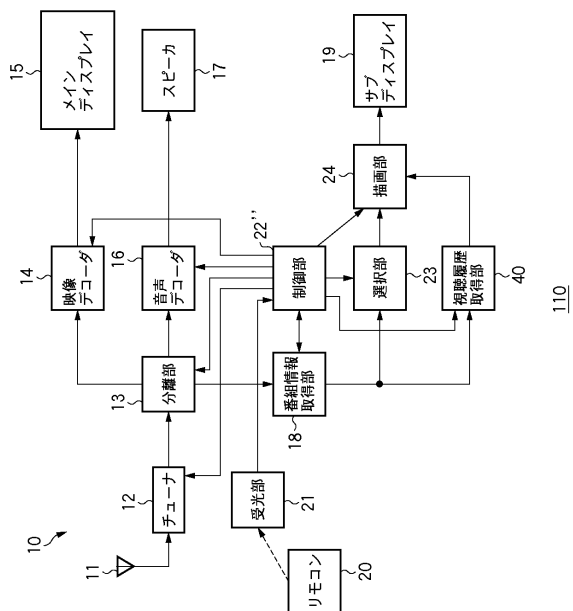 10
11
チューナ
12
分離部
13
映像
デコーダ
14
メイン
ディスプレイ
15
音声
デコーダ
16
スピーカ
17
番組情報
取得部
18
サブ
ディスプレイ
19
リモコン
20
受光部
21
制御部
22''
選択部
23
描画部
24
視聴履歴
取得部
40
110